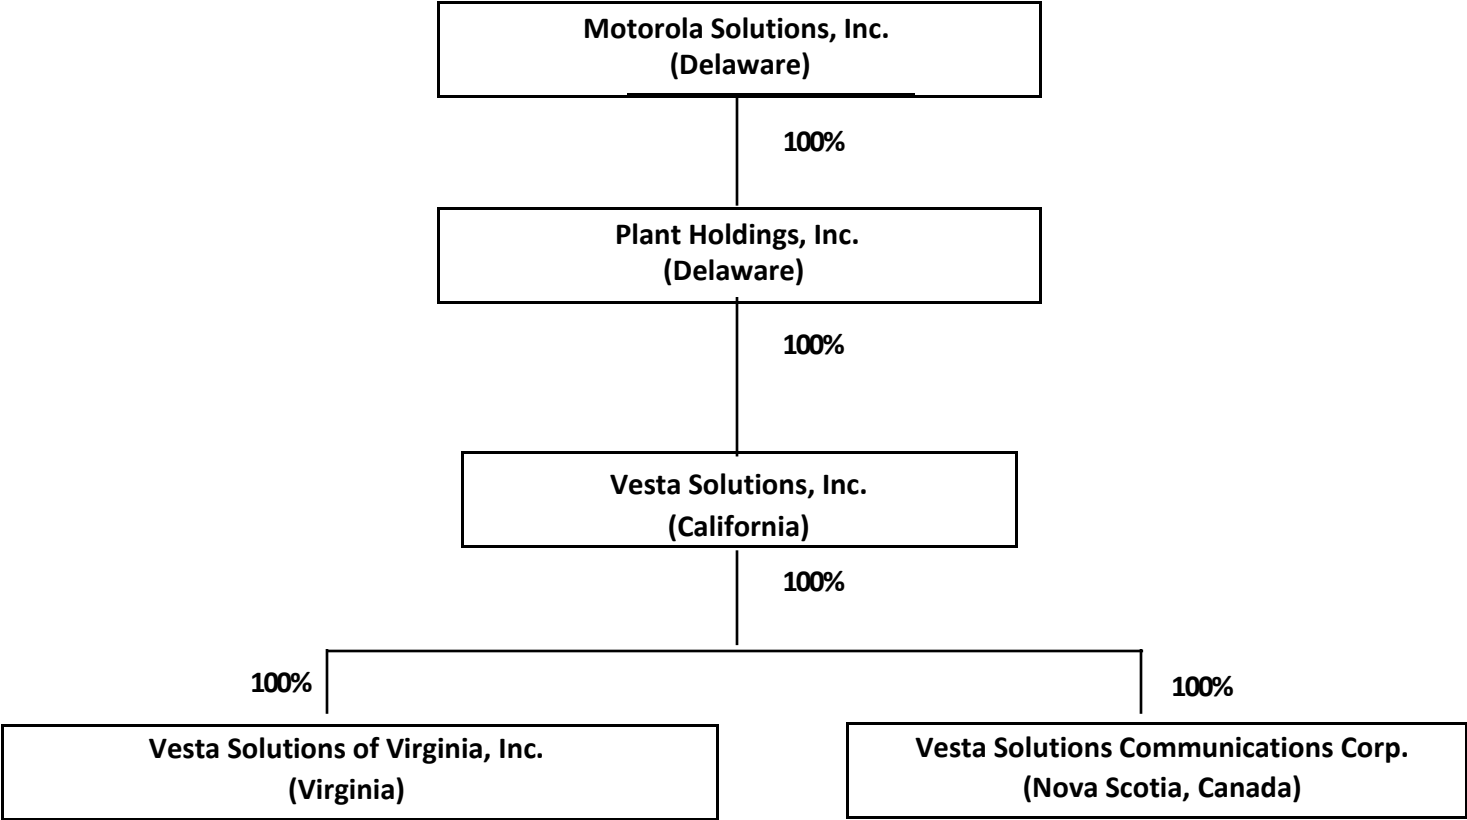 Motorola Solutions, Inc.
(Delaware)
100%
Plant Holdings, Inc.
(Delaware)
100%
Vesta Solutions, Inc.
(California)
100%
100%
100%
Vesta Solutions of Virginia, Inc.
(Virginia)
Vesta Solutions Communications Corp.
(Nova Scotia, Canada)